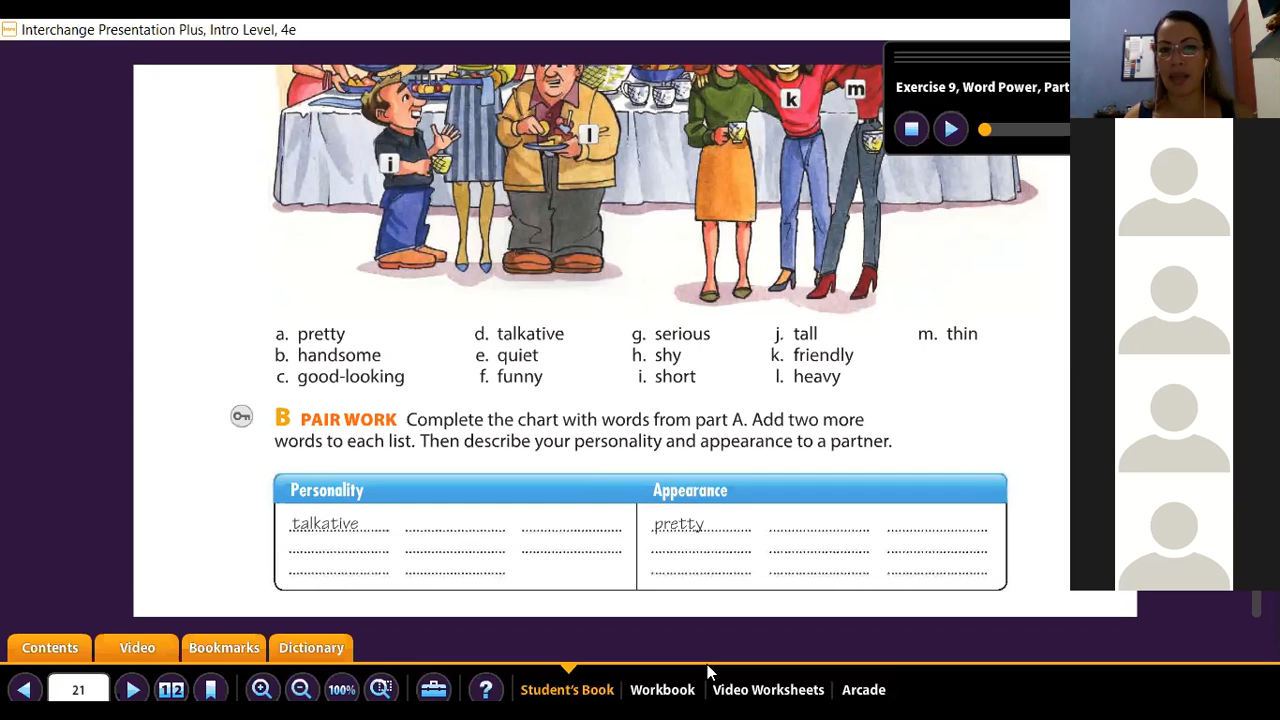 Interchange Presentation Plus, Intro Level, 4e
Exercise 9, Word Power, Part
k
m
l
i
a. pretty d. talkative g. serious j. tall m. thin
b. handsome e. quiet h. shy k. friendly
c. good-looking f. funny i. short l. heavy
B PAIR WORK Complete the chart with words from part A. Add two more
words to each list. Then describe your personality and appearance to a partner.
Personality Appearance
talkative pretty
Contents Video Bookmarks Dictionary
21 1 2 100% ? Student's Book Workbook Video Worksheets Arcade